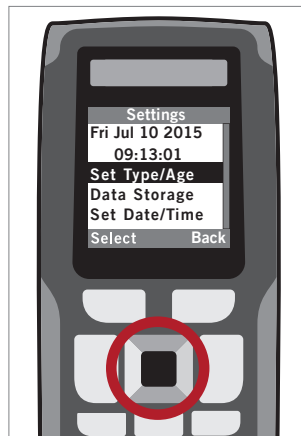 Settings
Fri Jul 10 2015
09:13:01
Set Type/Age
Data Storage
Set Date/Time
Select Back